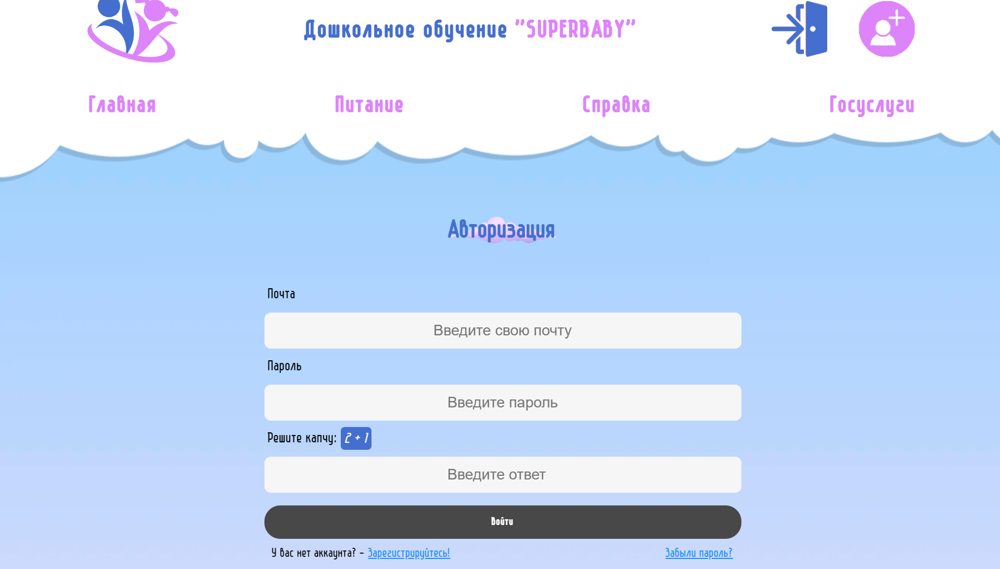 Дошкольное обучение "SUPERBABY"
Главная Питание Справка Госуслуги
Авторизация
Почта
Введите свою почту
Пароль
Введите пароль
Решите капчу: 2 + 1
Введите ответ
Войти
У вас нет аккаунта? - Зарегистрируйтесь! Забыли пароль?